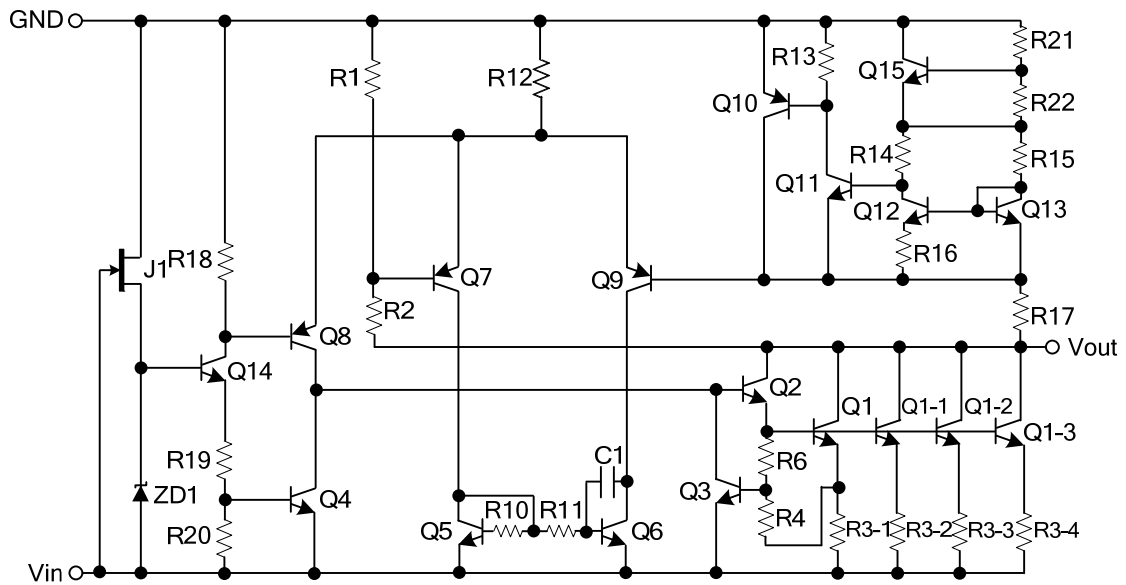 GND
R21
R13
Q15
R1
R12
R22
Q10
R14
R15
Q11
Q12
Q13
J1
R18
R16
Q7
Q9
R2
R17
Q8
Vout
Q14
Q2
Q1
Q1-1
Q1-2
Q1-3
R19
C1
R6
ZD1
Q4
Q3
R10
R11
R4
Q5
Q6
R20
R3-1
R3-2
R3-3
R3-4
Vin